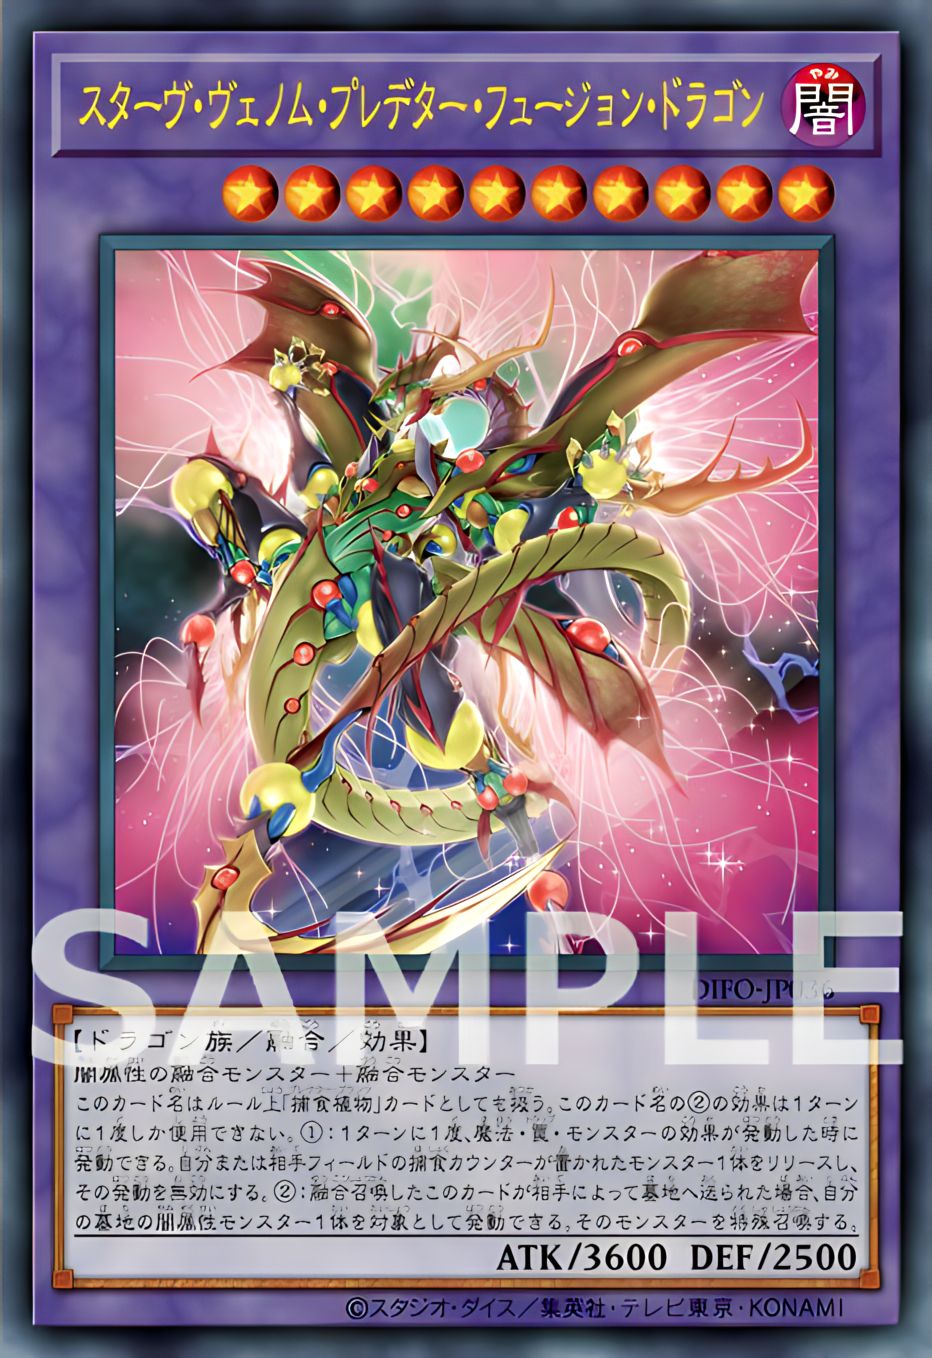 スターヴ・ヴェノム・プレデター・フュージョン・ドラゴン
やみ
闇
SAMPLE
DIFO-JP036
【ドラゴン族／融合／効果】
闇属性の融合モンスター＋融合モンスター
このカード名はルール上「捕食植物」カードとしても扱う。このカード名の②の効果は１ターン
に１度しか使用できない。①：１ターンに１度、魔法・罠・モンスターの効果が発動した時に
発動できる。自分または相手フィールドの捕食カウンターが置かれたモンスター１体をリリースし、
その発動を無効にする。②：融合召喚したこのカードが相手によって墓地へ送られた場合、自分
の墓地の闇属性モンスター１体を対象として発動できる。そのモンスターを特殊召喚する。
ATK/3600 DEF/2500
©スタジオ・ダイス／集英社・テレビ東京・KONAMI